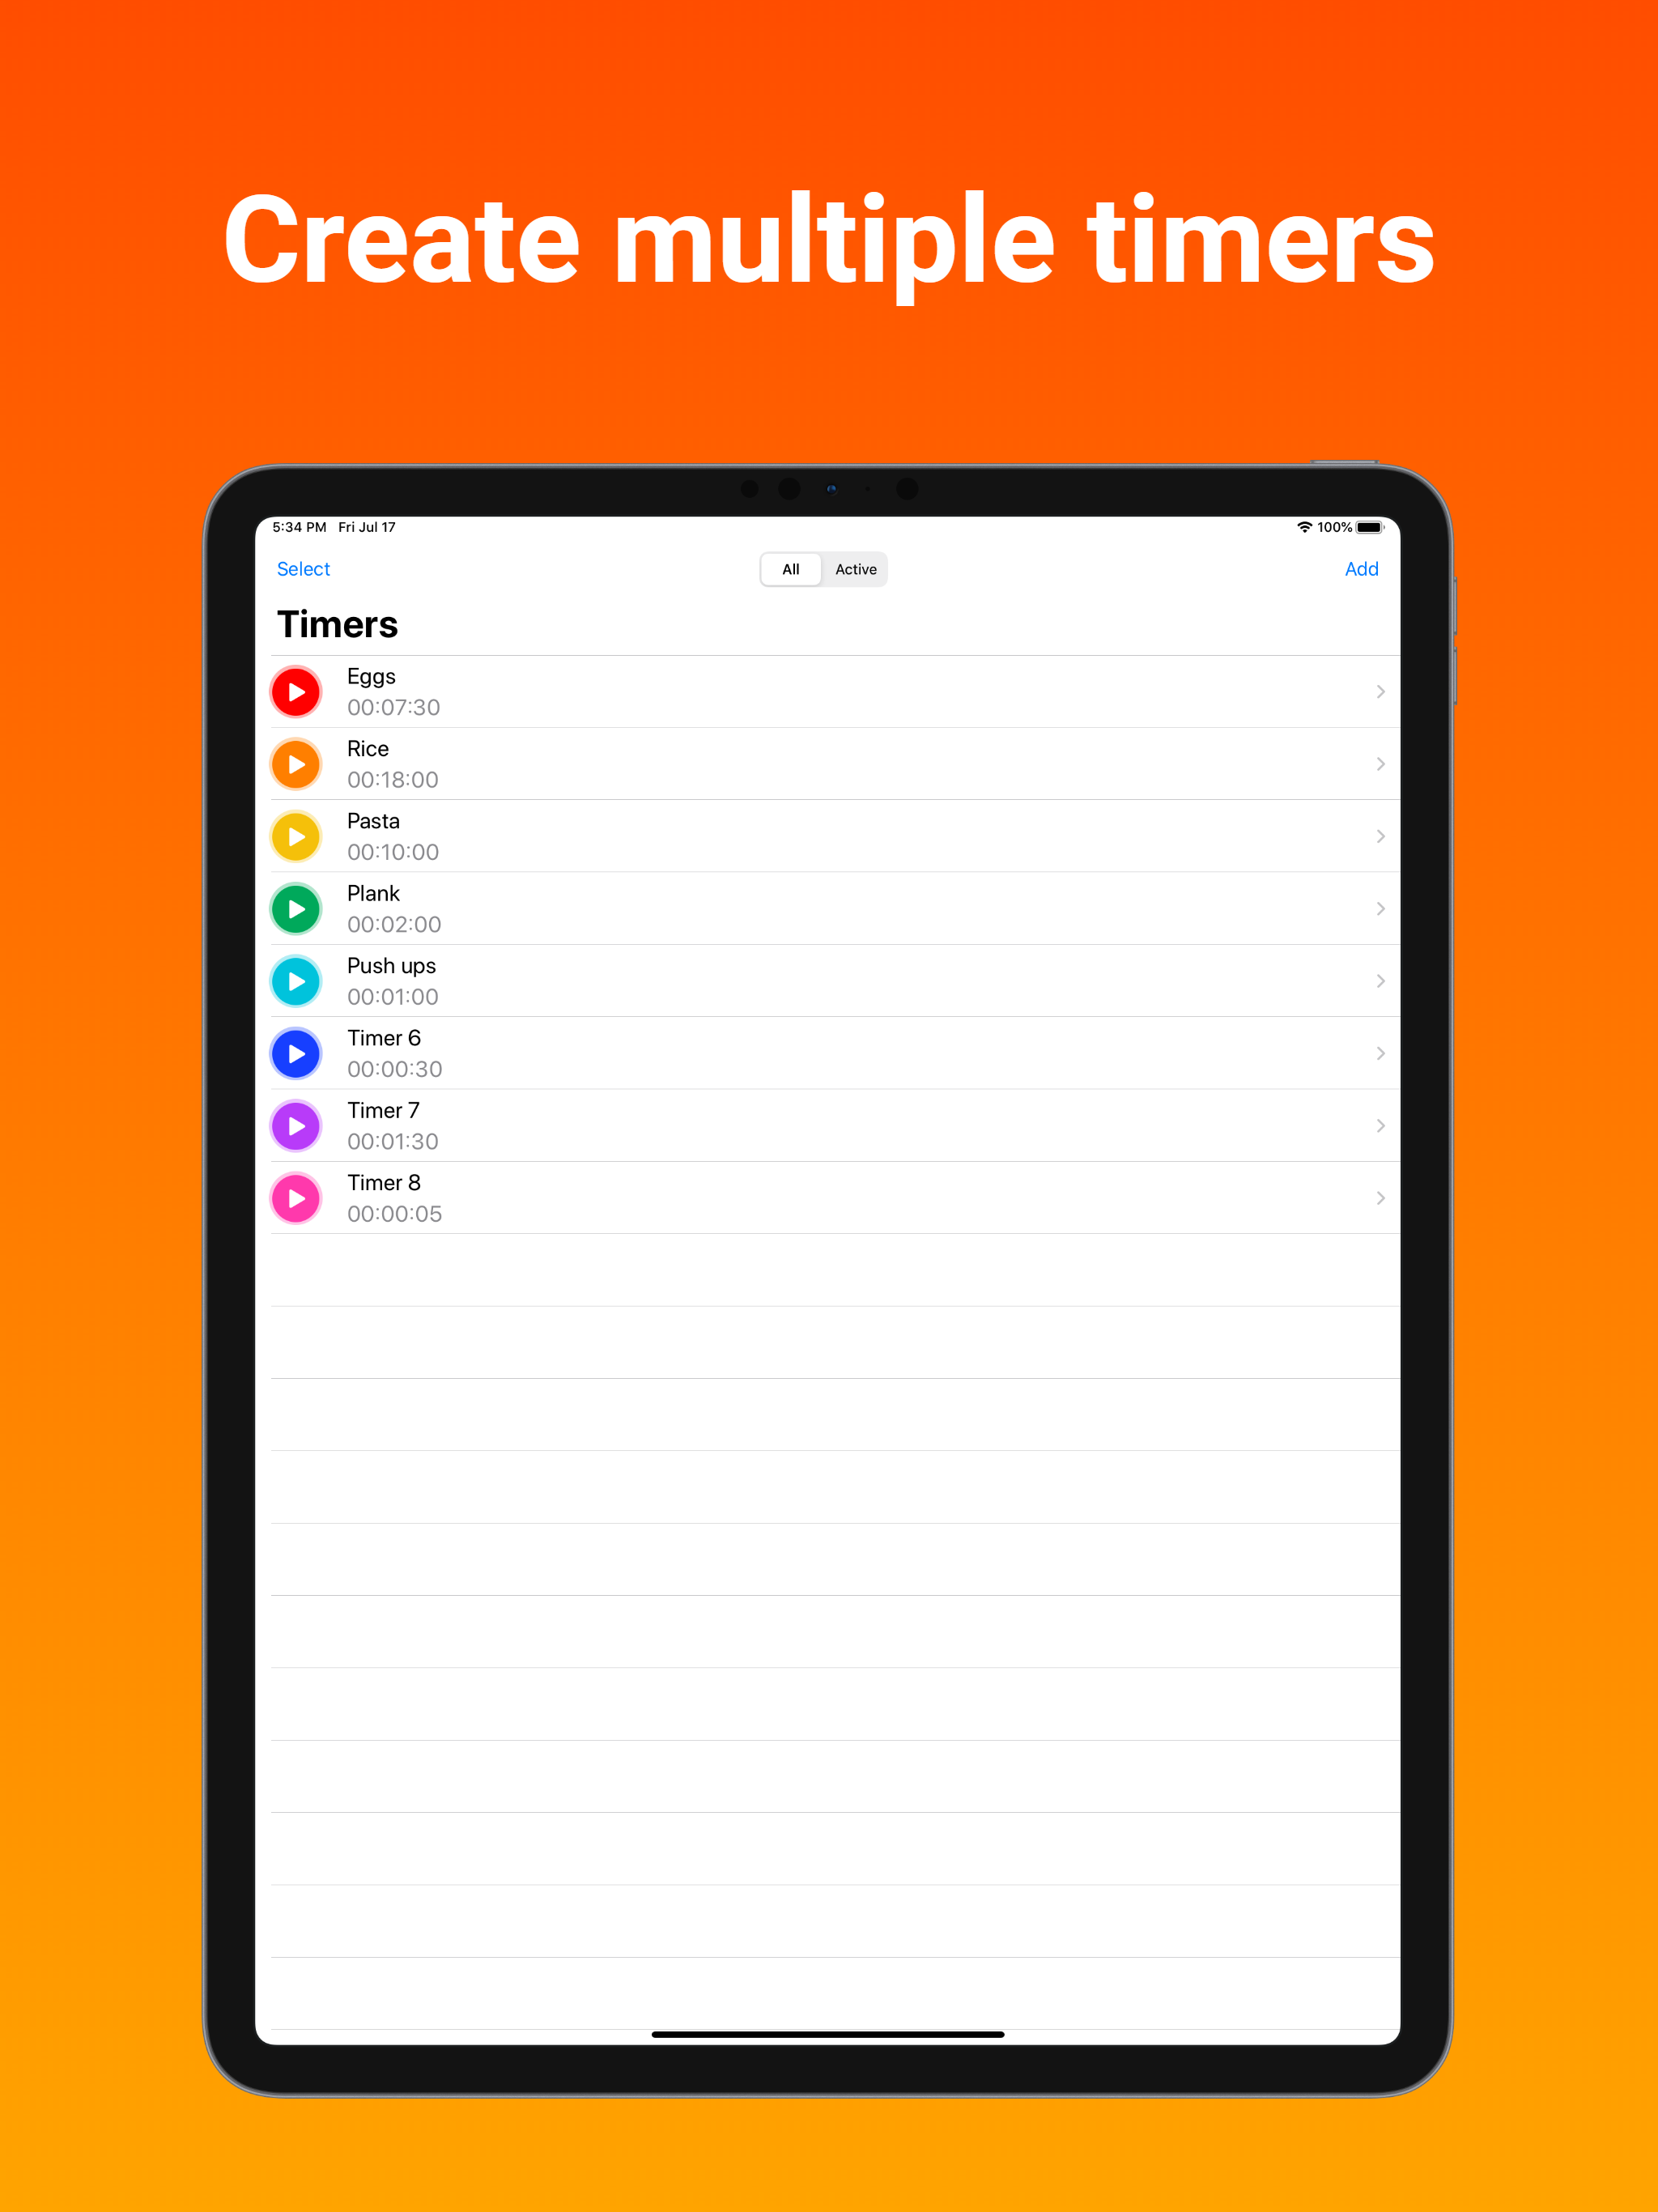 Create multiple timers
5:34 PM Fri Jul 17
100%
Select
All
Active
Add
Timers
Eggs
00:07:30
Rice
00:18:00
Pasta
00:10:00
Plank
00:02:00
Push ups
00:01:00
Timer 6
00:00:30
Timer 7
00:01:30
Timer 8
00:00:05